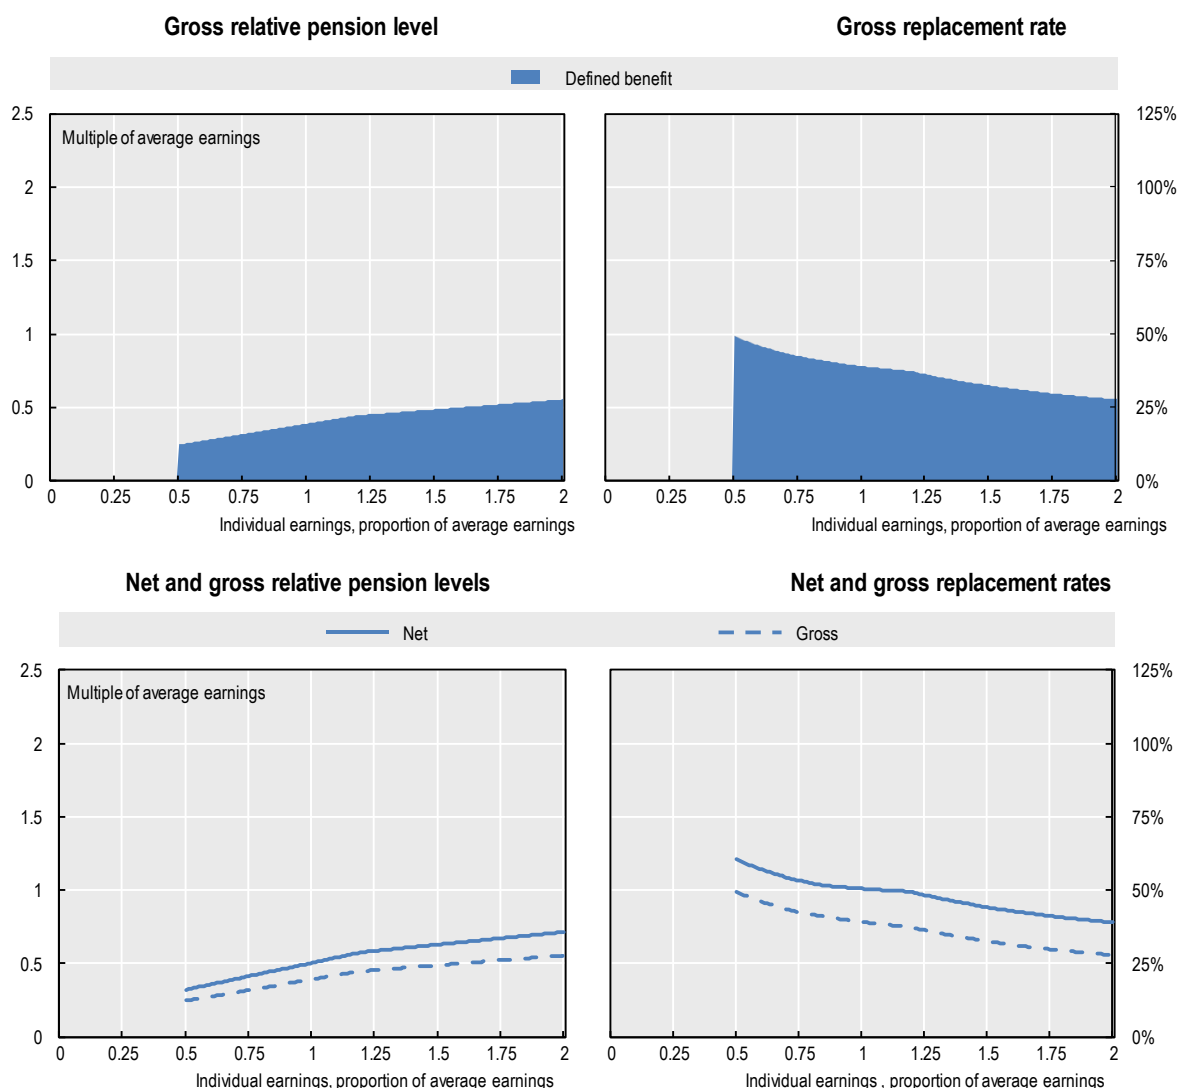 Gross relative pension level
Gross replacement rate
Defined benefit
Multiple of average earnings
2.5
2
1.5
1
0.5
0
0 0.25 0.5 0.75 1 1.25 1.5 1.75 2
Individual earnings, proportion of average earnings
125%
100%
75%
50%
25%
0%
0 0.25 0.5 0.75 1 1.25 1.5 1.75 2
Individual earnings, proportion of average earnings
Net and gross relative pension levels
Net and gross replacement rates
Net
Gross
Multiple of average earnings
2.5
2
1.5
1
0.5
0
0 0.25 0.5 0.75 1 1.25 1.5 1.75 2
Individual earnings, proportion of average earnings
125%
100%
75%
50%
25%
0%
0 0.25 0.5 0.75 1 1.25 1.5 1.75 2
Individual earnings , proportion of average earnings